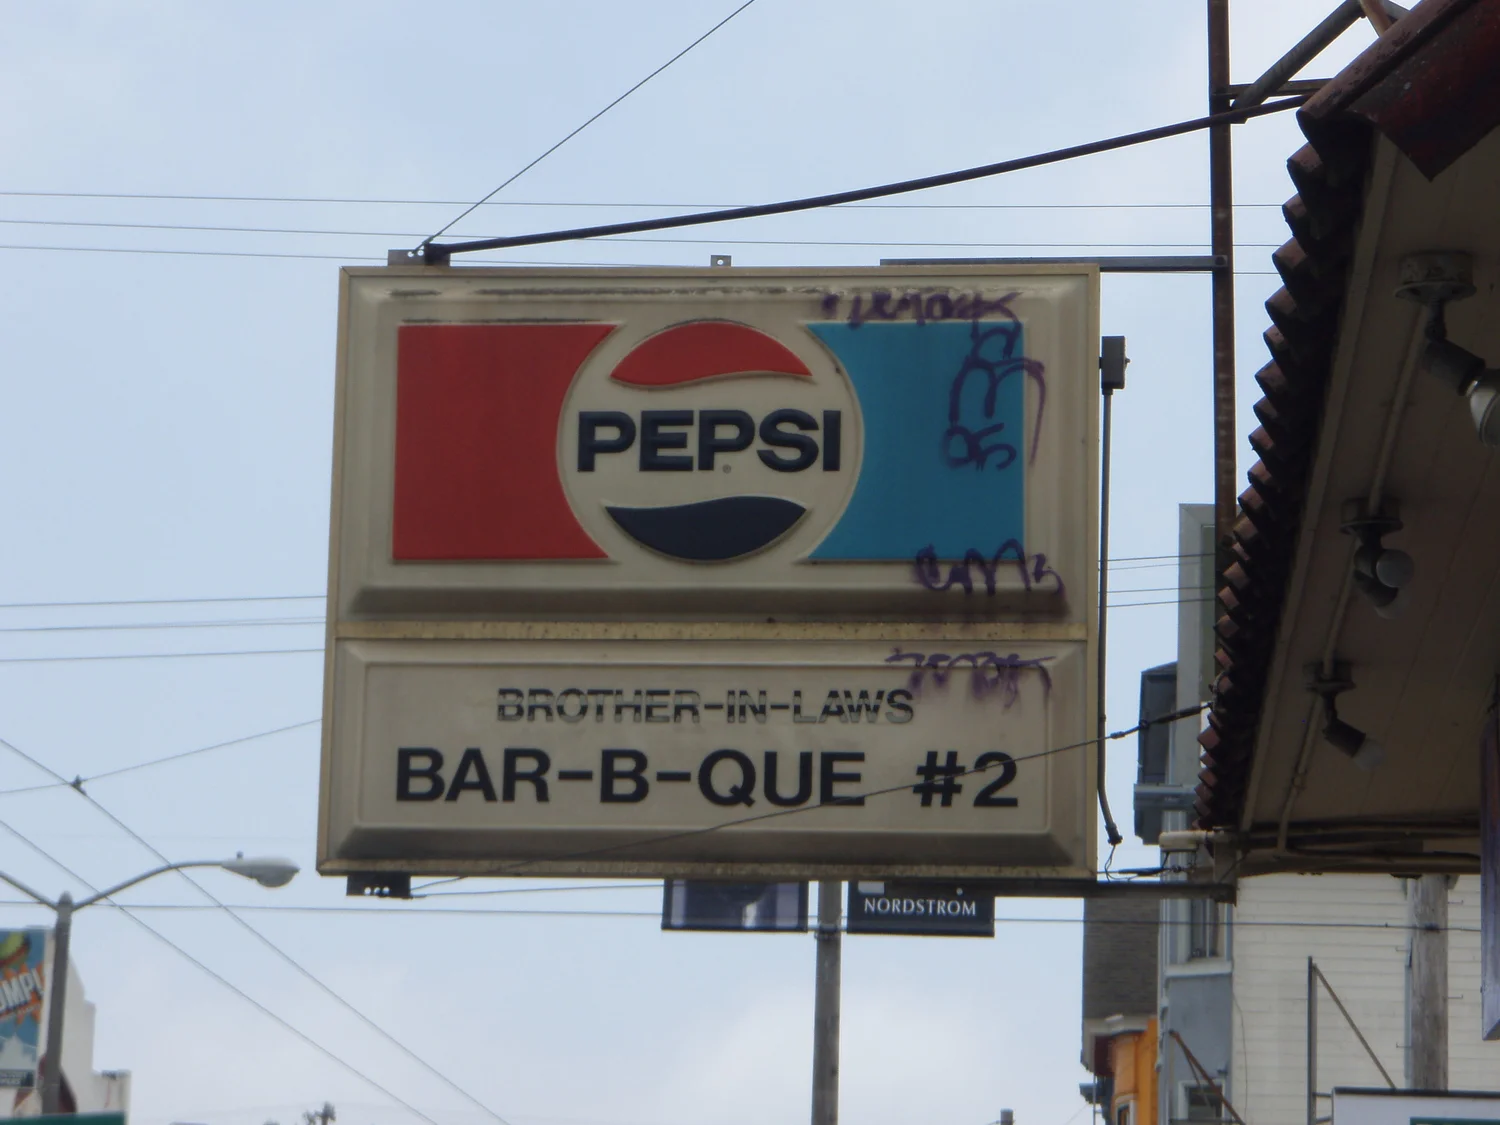 PEPSI
BROTHER-IN-LAWS
BAR-B-QUE #2
NORDSTROM